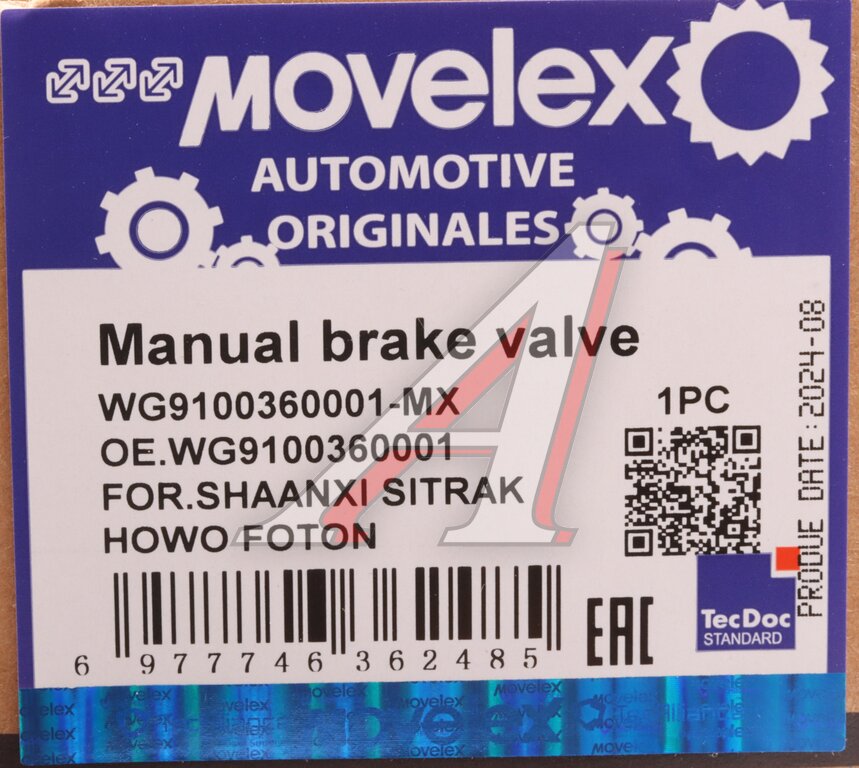 MOVELEX
AUTOMOTIVE
ORIGINALES
Manual brake valve
WG9100360001-MX
OE.WG9100360001
FOR.SHAANXI SITRAK
HOWO FOTON
1PC
PRODUE DATE:2024-08
TecDoc
STANDARD
EAC
6 977746 362485
movelex